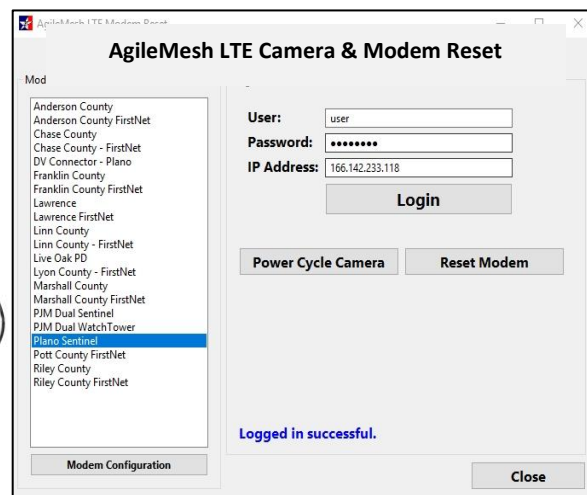 AgileMesh LTE Modem Reset
AgileMesh LTE Camera & Modem Reset
Mod
Anderson County
Anderson County FirstNet
Chase County
Chase County - FirstNet
DV Connector - Plano
Franklin County
Franklin County FirstNet
Lawrence
Lawrence FirstNet
Linn County
Linn County - FirstNet
Live Oak PD
Lyon County - FirstNet
Marshall County
Marshall County FirstNet
PJM Dual Sentinel
PJM Dual WatchTower
Plano Sentinel
Pott County FirstNet
Riley County
Riley County FirstNet
Modem Configuration
User: user
Password: ••••••••
IP Address: 166.142.233.118
Login
Power Cycle Camera Reset Modem
Logged in successful.
Close